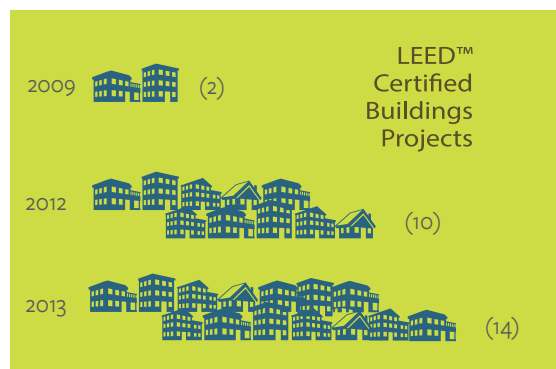 LEED™
Certified
Buildings
Projects
2009 (2)
2012 (10)
2013 (14)